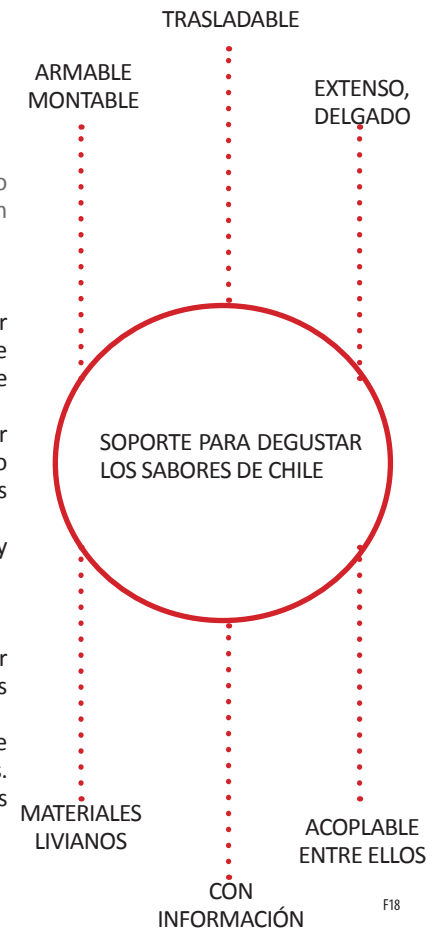 TRASLADABLE
ARMABLE
MONTABLE
EXTENSO,
DELGADO
SOPORTE PARA DEGUSTAR
LOS SABORES DE CHILE
MATERIALES
LIVIANOS
ACOPLABLE
ENTRE ELLOS
CON
INFORMACIÓN
F18